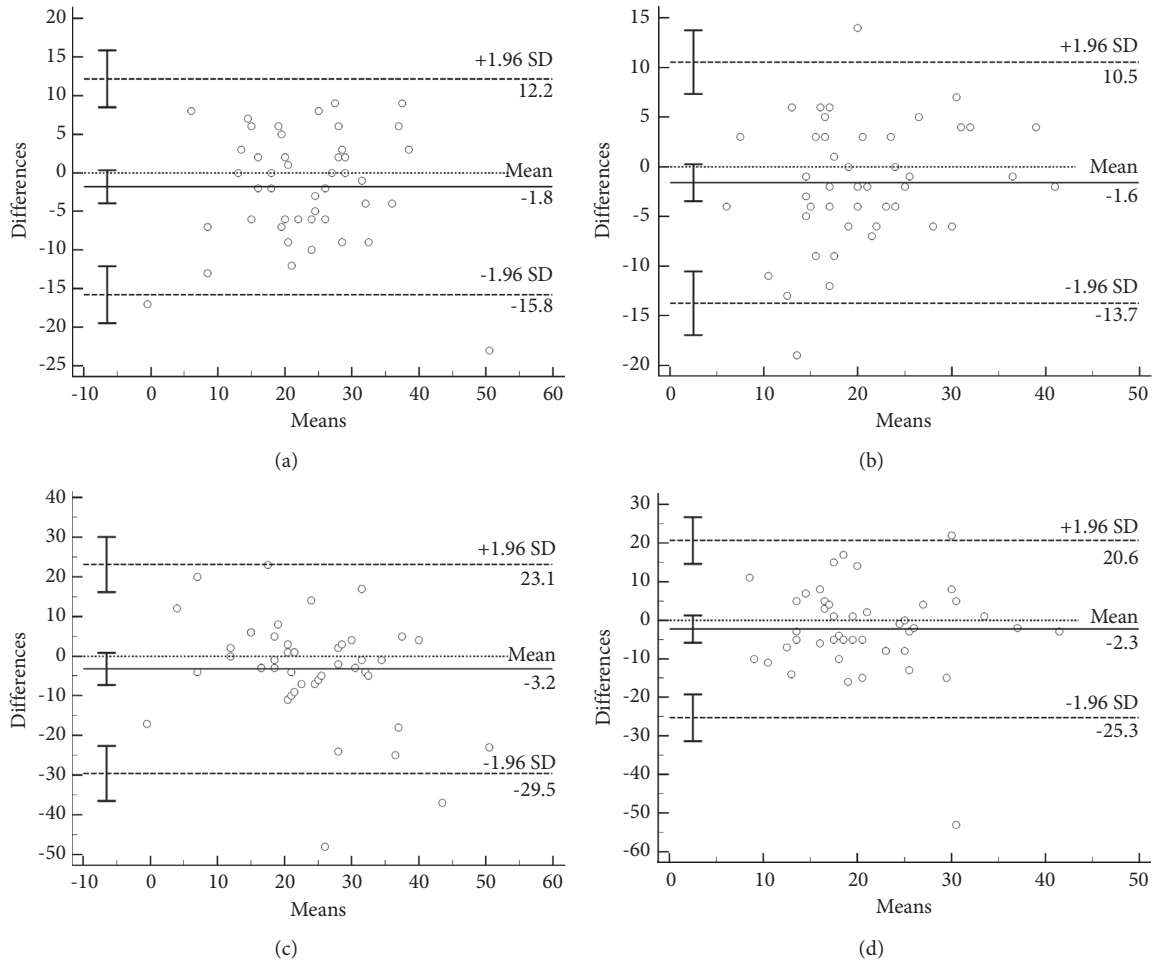 20
15
10
5
0
-5
-10
-15
-20
-25
Differences
+1.96 SD
12.2
Mean
-1.8
-1.96 SD
-15.8
-10 0 10 20 30 40 50 60
Means
(a)
15
10
5
0
-5
-10
-15
-20
Differences
+1.96 SD
10.5
Mean
-1.6
-1.96 SD
-13.7
0 10 20 30 40 50
Means
(b)
40
30
20
10
0
-10
-20
-30
-40
-50
Differences
+1.96 SD
23.1
Mean
-3.2
-1.96 SD
-29.5
-10 0 10 20 30 40 50 60
Means
(c)
30
20
10
0
-10
-20
-30
-40
-50
-60
Differences
+1.96 SD
20.6
Mean
-2.3
-1.96 SD
-25.3
0 10 20 30 40 50
Means
(d)